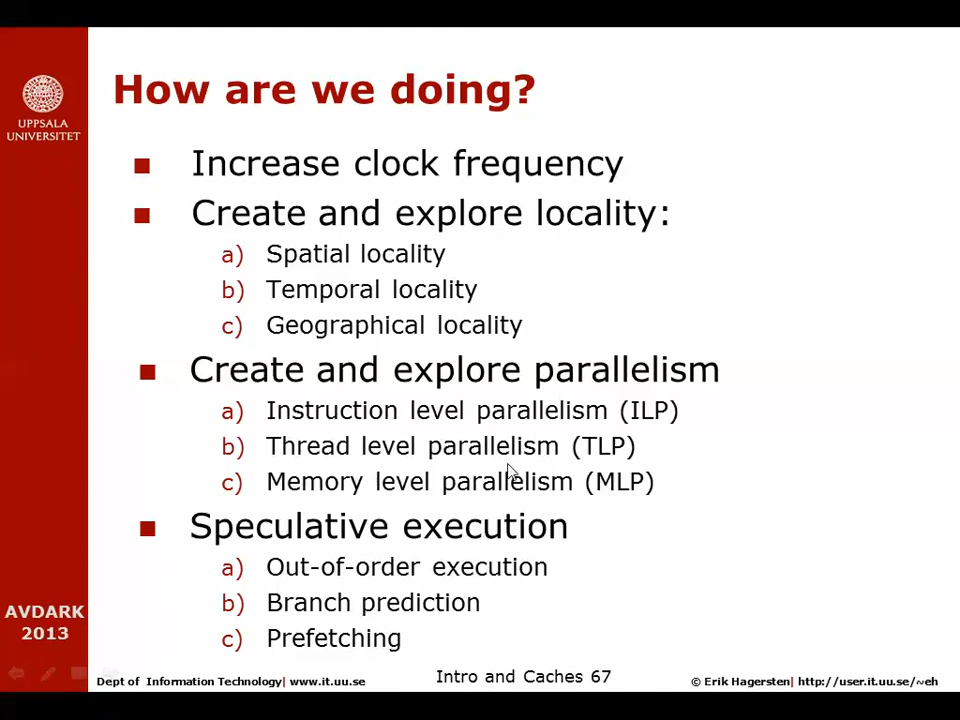 How are we doing?
UPPSALA
UNIVERSITET
■ Increase clock frequency
■ Create and explore locality:
a) Spatial locality
b) Temporal locality
c) Geographical locality
■ Create and explore parallelism
a) Instruction level parallelism (ILP)
b) Thread level parallelism (TLP)
c) Memory level parallelism (MLP)
■ Speculative execution
a) Out-of-order execution
b) Branch prediction
c) Prefetching
AVDARK
2013
Dept of Information Technology| www.it.uu.se
Intro and Caches 67
© Erik Hagersten| http://user.it.uu.se/~eh